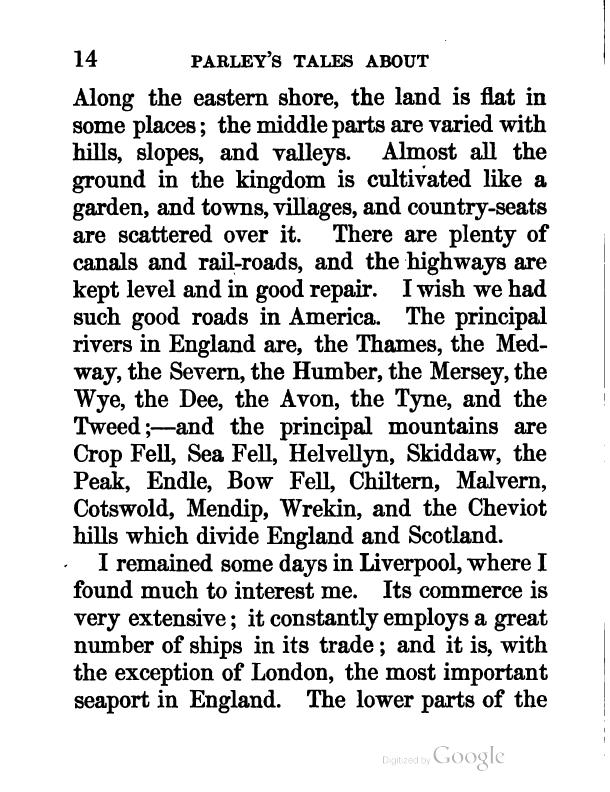 14 PARLEY'S TALES ABOUT
Along the eastern shore, the land is flat in
some places; the middle parts are varied with
hills, slopes, and valleys. Almost all the
ground in the kingdom is cultivated like a
garden, and towns, villages, and country-seats
are scattered over it. There are plenty of
canals and rail-roads, and the highways are
kept level and in good repair. I wish we had
such good roads in America. The principal
rivers in England are, the Thames, the Med-
way, the Severn, the Humber, the Mersey, the
Wye, the Dee, the Avon, the Tyne, and the
Tweed;—and the principal mountains are
Crop Fell, Sea Fell, Helvellyn, Skiddaw, the
Peak, Endle, Bow Fell, Chiltern, Malvern,
Cotswold, Mendip, Wrekin, and the Cheviot
hills which divide England and Scotland.
I remained some days in Liverpool, where I
found much to interest me. Its commerce is
very extensive; it constantly employs a great
number of ships in its trade; and it is, with
the exception of London, the most important
seaport in England. The lower parts of the
Digitized by Google